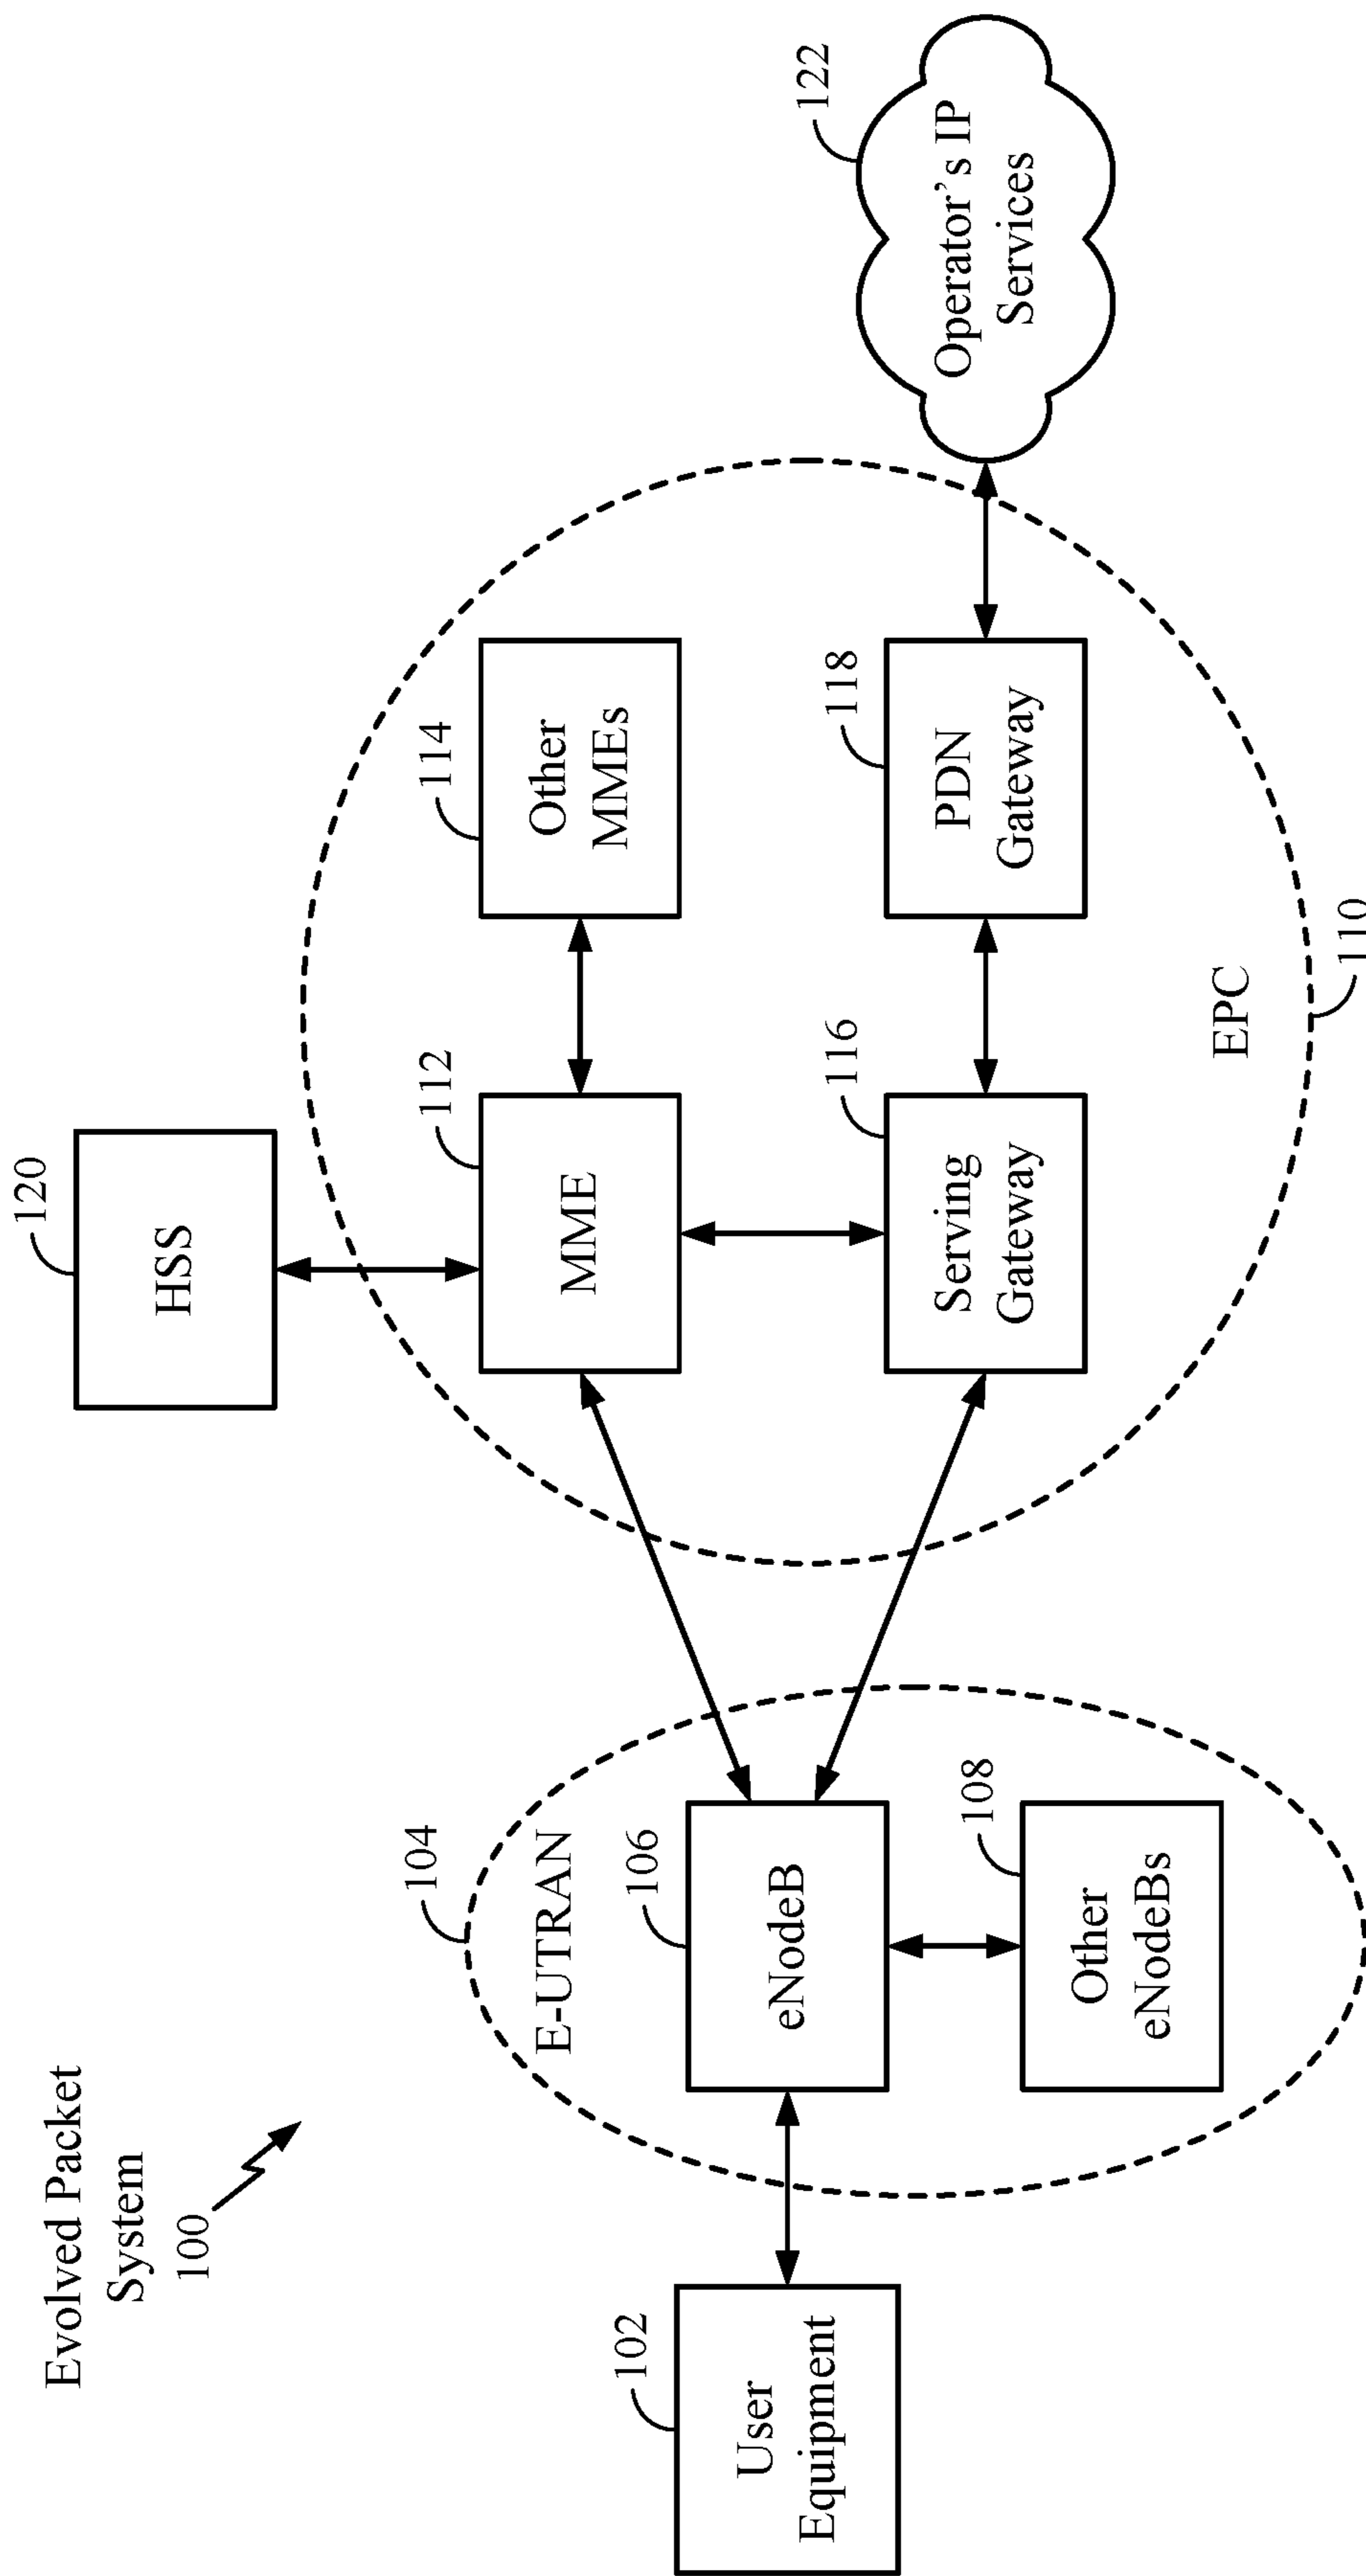 Evolved Packet
System
100
120
HSS
104
E-UTRAN
112
MME
114
Other
MMEs
102
User
Equipment
106
eNodeB
108
Other
eNodeBs
116
Serving
Gateway
118
PDN
Gateway
122
Operator’s IP
Services
EPC
110